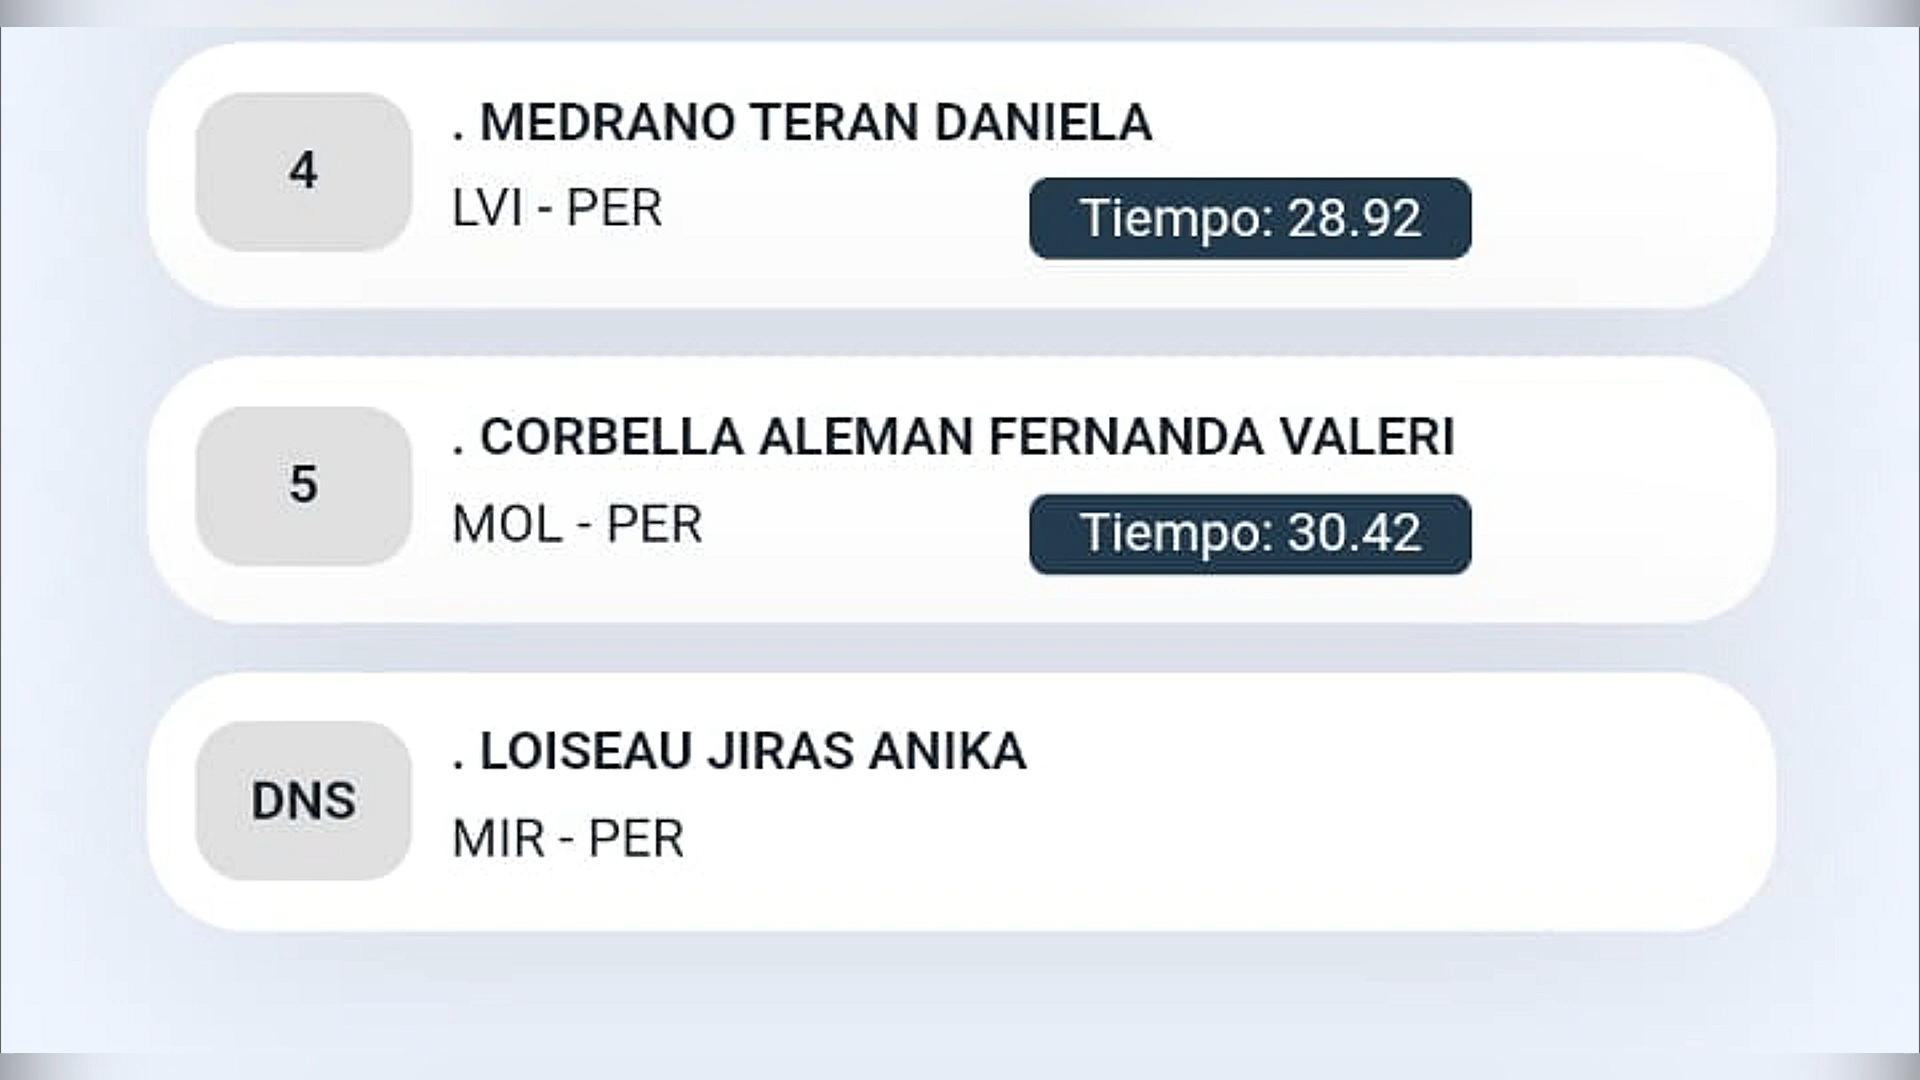 4
. MEDRANO TERAN DANIELA
LVI - PER
Tiempo: 28.92
5
. CORBELLA ALEMAN FERNANDA VALERI
MOL - PER
Tiempo: 30.42
DNS
. LOISEAU JIRAS ANIKA
MIR - PER